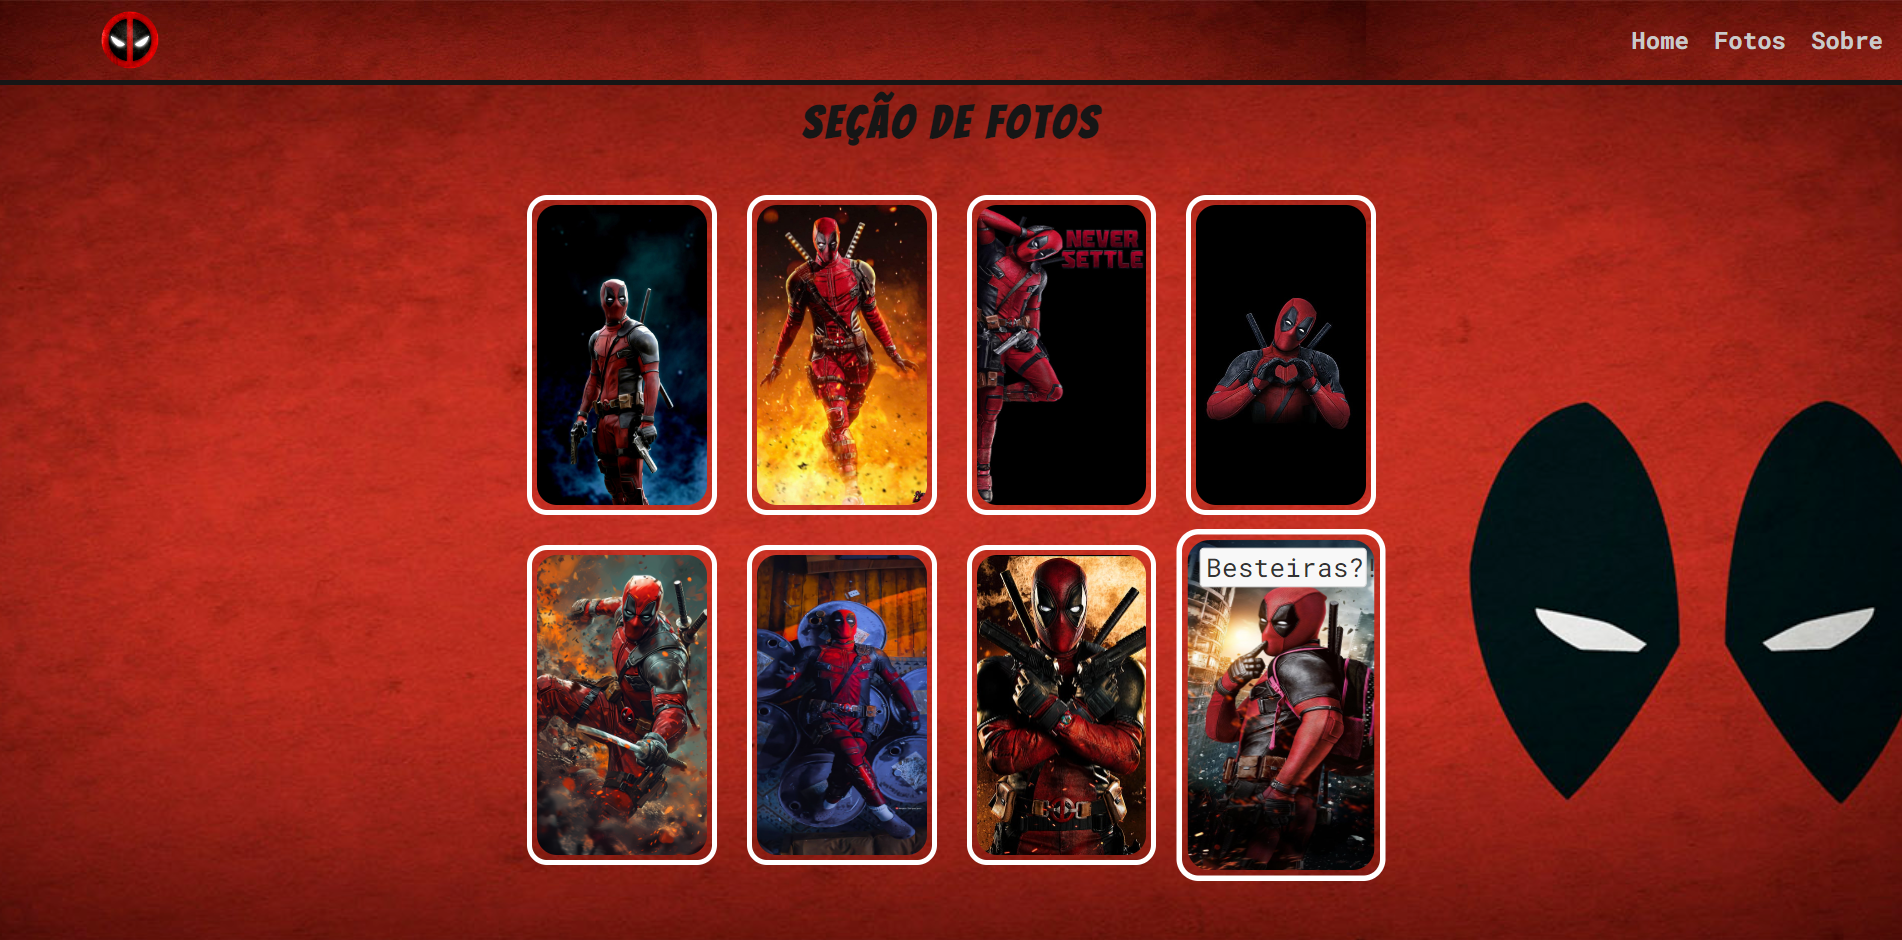 Home Fotos Sobre
SEÇÃO DE FOTOS
NEVER
SETTLE
Besteiras?